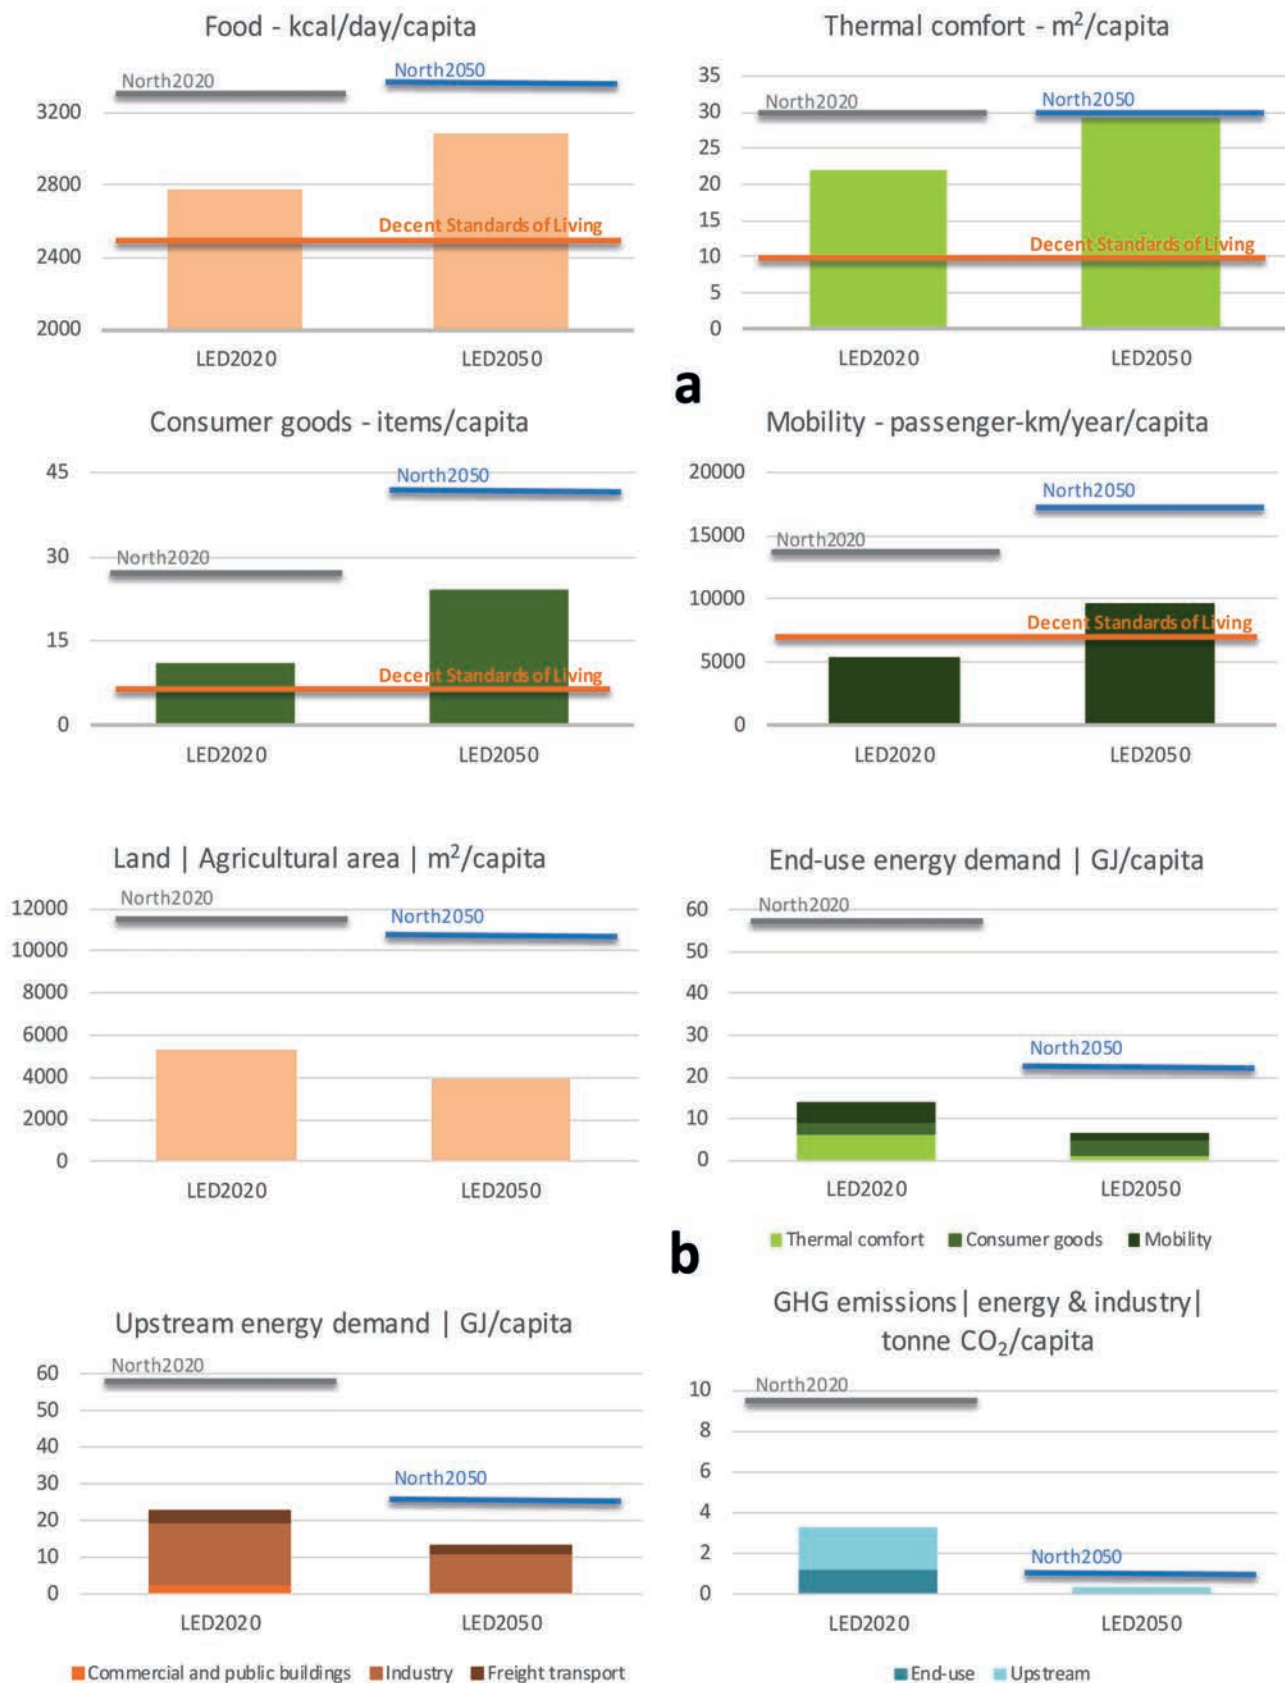 Food - kcal/day/capita
North2020
North2050
3200
2800
Decent Standards of Living
2400
2000
LED2020
LED2050
Thermal comfort - m²/capita
35
North2020
North2050
30
25
20
15
Decent Standards of Living
10
5
0
LED2020
LED2050
a
Consumer goods - items/capita
45
North2050
North2020
30
15
Decent Standards of Living
0
LED2020
LED2050
Mobility - passenger-km/year/capita
20000
North2050
15000
North2020
10000
Decent Standards of Living
5000
0
LED2020
LED2050
Land | Agricultural area | m²/capita
North2020
12000
North2050
10000
8000
6000
4000
2000
0
LED2020
LED2050
End-use energy demand | GJ/capita
North2020
60
50
40
30
North2050
20
10
0
LED2020
LED2050
Thermal comfort
Consumer goods
Mobility
b
Upstream energy demand | GJ/capita
North2020
60
50
40
30
North2050
20
10
0
LED2020
LED2050
Commercial and public buildings
Industry
Freight transport
GHG emissions| energy & industry|
tonne CO₂/capita
North2020
10
8
6
4
2
North2050
0
LED2020
LED2050
End-use
Upstream